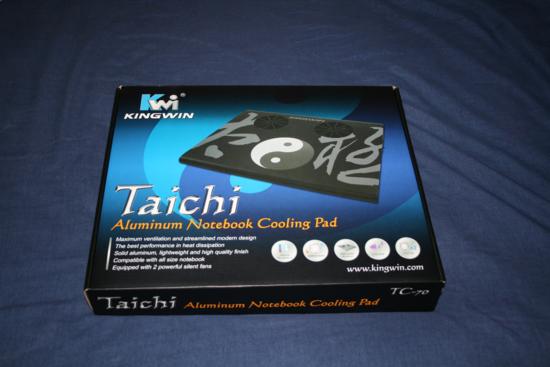 KWI ®
KINGWIN
KINGWIN
Taichi
Aluminum Notebook Cooling Pad
Maximum ventilation and streamlined modern design
The best performance in heat dissipation
Solid aluminum, lightweight and high quality finish
Compatible with all size notebook
Equipped with 2 powerful silent fans
www.kingwin.com
Taichi Aluminum Notebook Cooling Pad TC-70